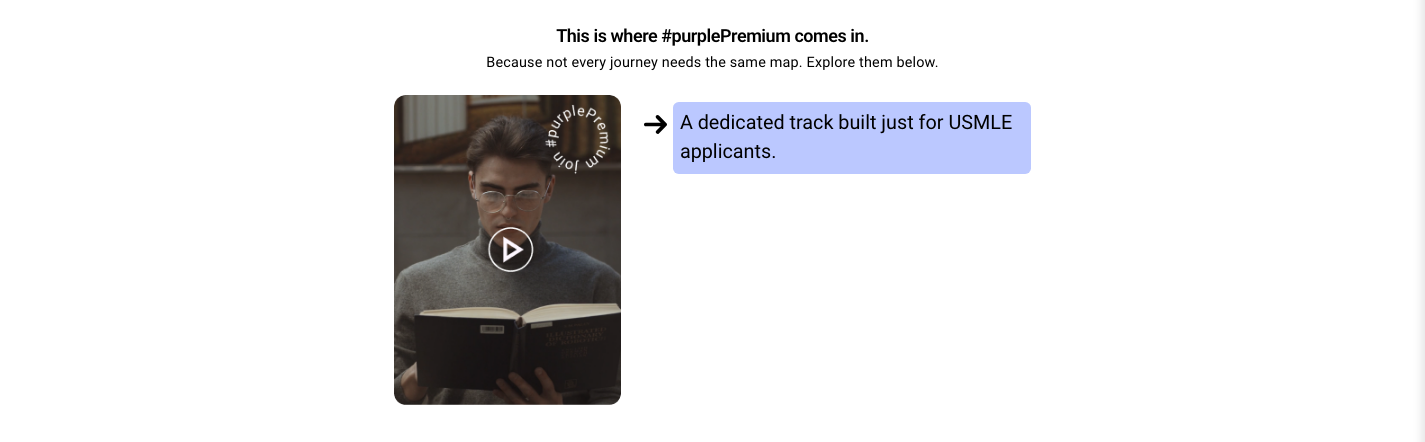 This is where #purplePremium comes in.
Because not every journey needs the same map. Explore them below.
join #purplePremium
A dedicated track built just for USMLE
applicants.